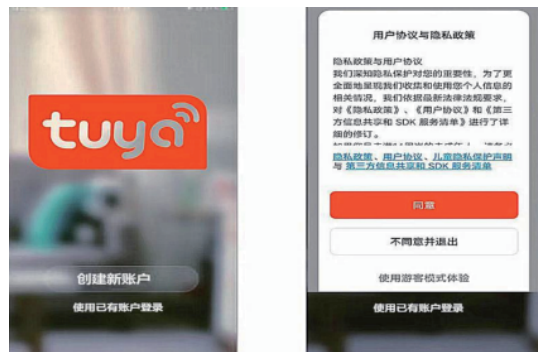 tuya
创建新账户
使用已有账户登录
用户协议与隐私政策
隐私政策与用户协议
我们深知隐私保护对您的重要性，为了更
全面地呈现我们收集和使用您个人信息的
相关情况，我们依据最新法律法规要求，
对《隐私政策》、《用户协议》和《第三
方信息共享和 SDK 服务清单》进行了详
细的修订。
隐私政策、用户协议、儿童隐私保护声明
与 第三方信息共享和 SDK 服务清单
同意
不同意并退出
使用游客模式体验
使用已有账户登录